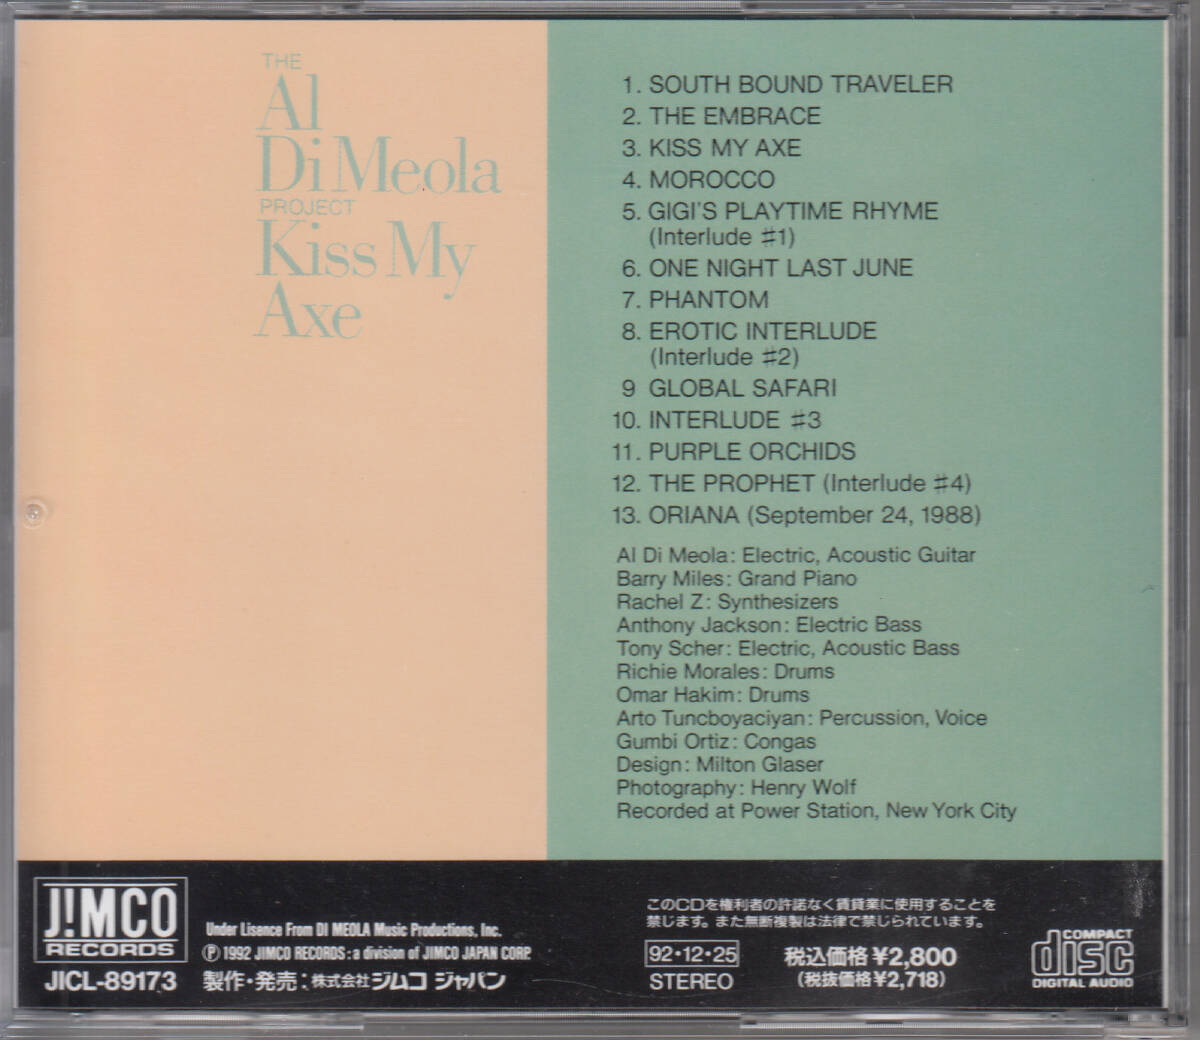 THE
Al
Di Meola
PROJECT
Kiss My
Axe
1. SOUTH BOUND TRAVELER
2. THE EMBRACE
3. KISS MY AXE
4. MOROCCO
5. GIGI'S PLAYTIME RHYME
(Interlude ♯1)
6. ONE NIGHT LAST JUNE
7. PHANTOM
8. EROTIC INTERLUDE
(Interlude ♯2)
9 GLOBAL SAFARI
10. INTERLUDE ♯3
11. PURPLE ORCHIDS
12. THE PROPHET (Interlude ♯4)
13. ORIANA (September 24, 1988)
Al Di Meola: Electric, Acoustic Guitar
Barry Miles: Grand Piano
Rachel Z: Synthesizers
Anthony Jackson: Electric Bass
Tony Scher: Electric, Acoustic Bass
Richie Morales: Drums
Omar Hakim: Drums
Arto Tuncboyaciyan: Percussion, Voice
Gumbi Ortiz: Congas
Design: Milton Glaser
Photography: Henry Wolf
Recorded at Power Station, New York City
J!MCO
RECORDS
JICL-89173
Under Lisence From DI MEOLA Music Productions, Inc.
Ⓟ 1992 JIMCO RECORDS: a division of JIMCO JAPAN CORP.
製作・発売：株式会社ジムコ ジャパン
このCDを権利者の許諾なく賃貸業に使用することを
禁じます。また無断複製は法律で禁じられています。
92・12・25
STEREO
税込価格¥2,800
(税抜価格¥2,718)
COMPACT
disc
DIGITAL AUDIO